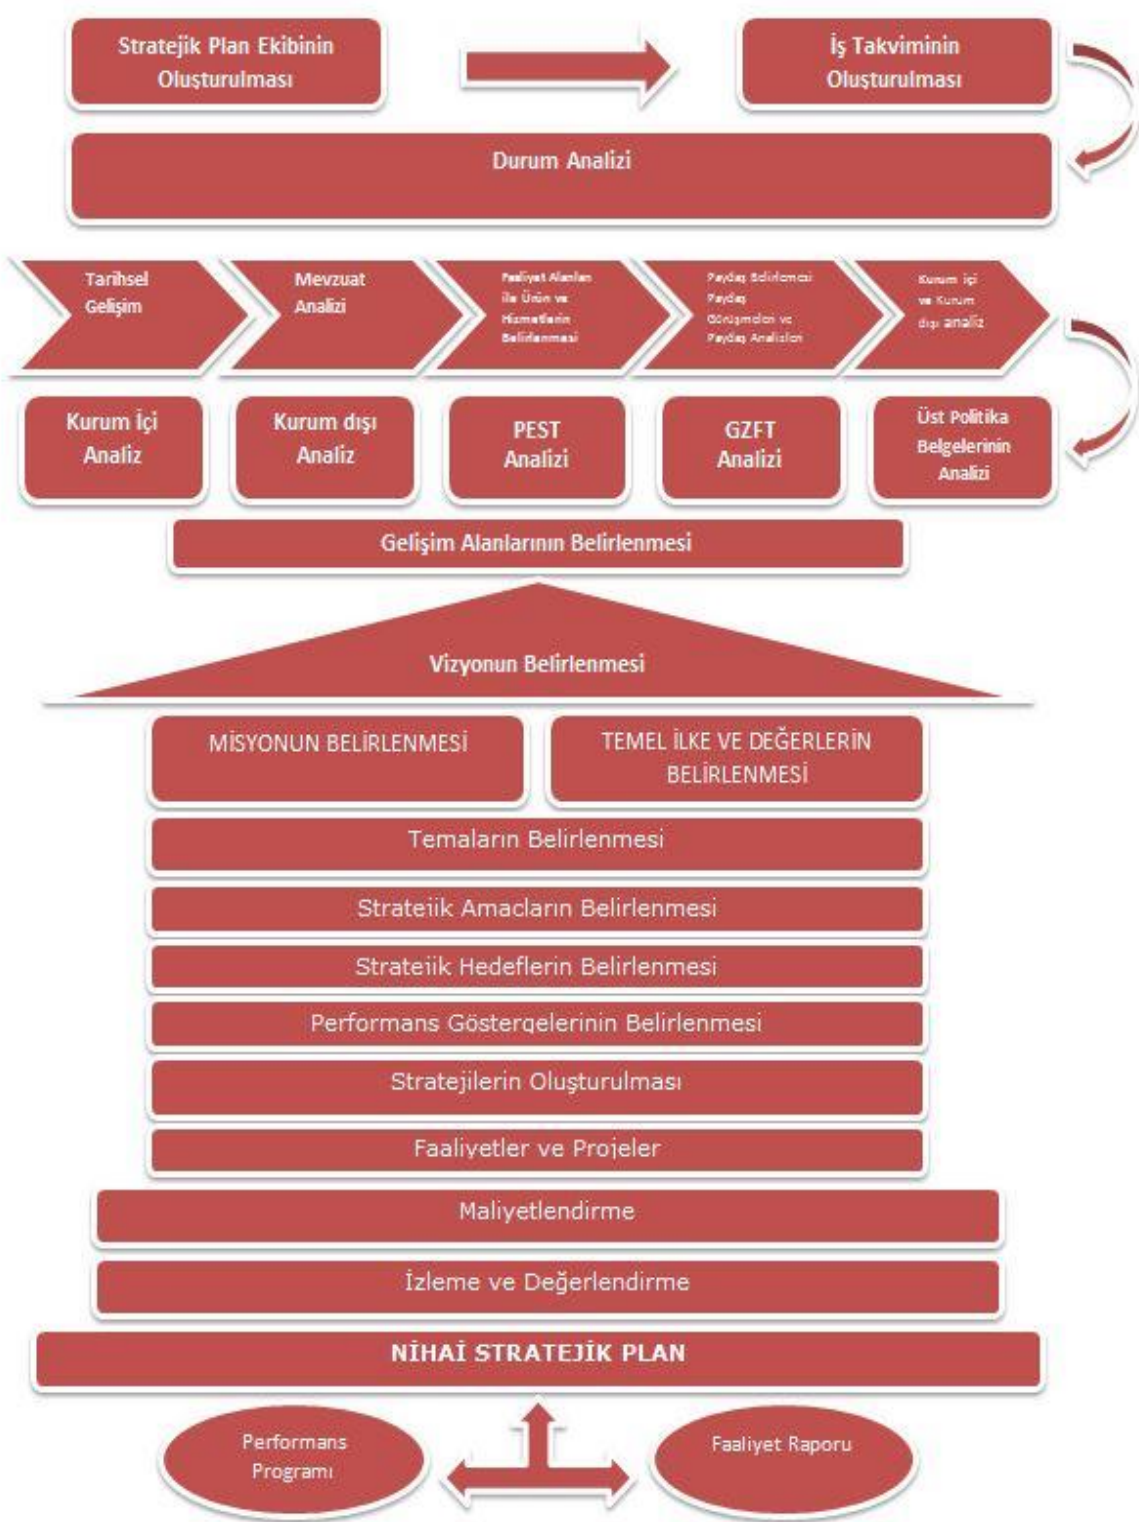 Stratejik Plan Ekibinin
Oluşturulması
İş Takviminin
Oluşturulması
Durum Analizi
Tarihsel
Gelişim
Mevzuat
Analizi
Faaliyet Alanları
ile Ürün ve
Hizmetlerin
Belirlenmesi
Paydaş Belirlemesi
Paydaş
Görüşmeleri ve
Paydaş Analizleri
Kurum içi
ve Kurum
dışı analiz
Kurum İçi
Analiz
Kurum dışı
Analiz
PEST
Analizi
GZFT
Analizi
Üst Politika
Belgelerinin
Analizi
Gelişim Alanlarının Belirlenmesi
Vizyonun Belirlenmesi
MİSYONUN BELİRLENMESİ
TEMEL İLKE VE DEĞERLERİN
BELİRLENMESİ
Temaların Belirlenmesi
Stratejik Amaçların Belirlenmesi
Stratejik Hedeflerin Belirlenmesi
Performans Göstergelerinin Belirlenmesi
Stratejilerin Oluşturulması
Faaliyetler ve Projeler
Maliyetlendirme
İzleme ve Değerlendirme
NİHAİ STRATEJİK PLAN
Performans
Programı
Faaliyet Raporu